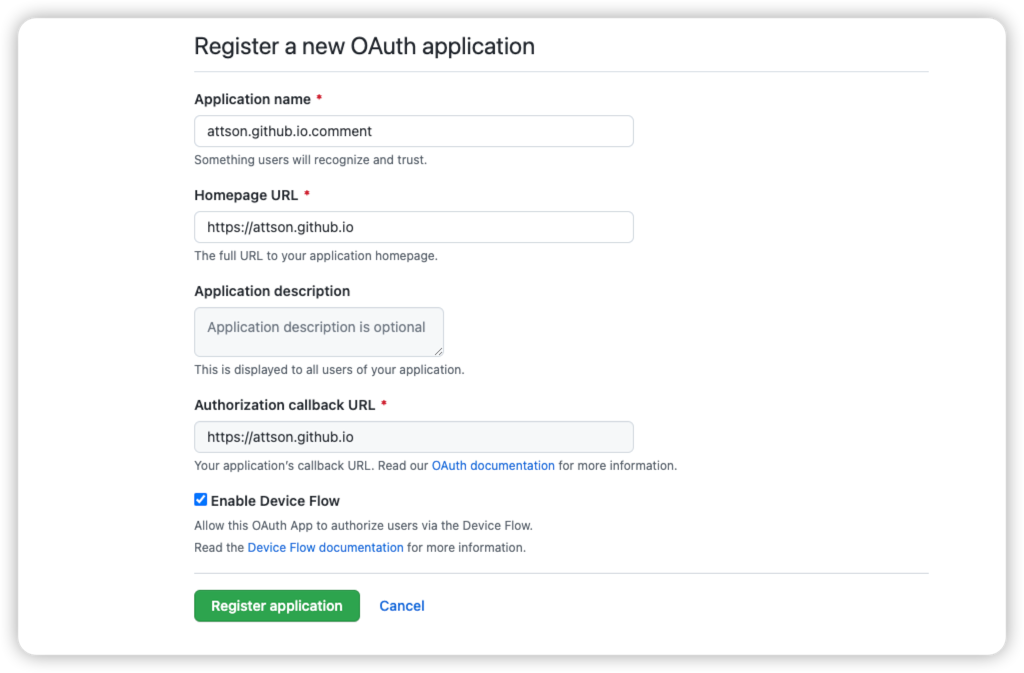 Register a new OAuth application
Application name *
attson.github.io.comment
Something users will recognize and trust.
Homepage URL *
https://attson.github.io
The full URL to your application homepage.
Application description
Application description is optional
This is displayed to all users of your application.
Authorization callback URL *
https://attson.github.io
Your application's callback URL. Read our OAuth documentation for more information.
Enable Device Flow
Allow this OAuth App to authorize users via the Device Flow.
Read the Device Flow documentation for more information.
Register application Cancel